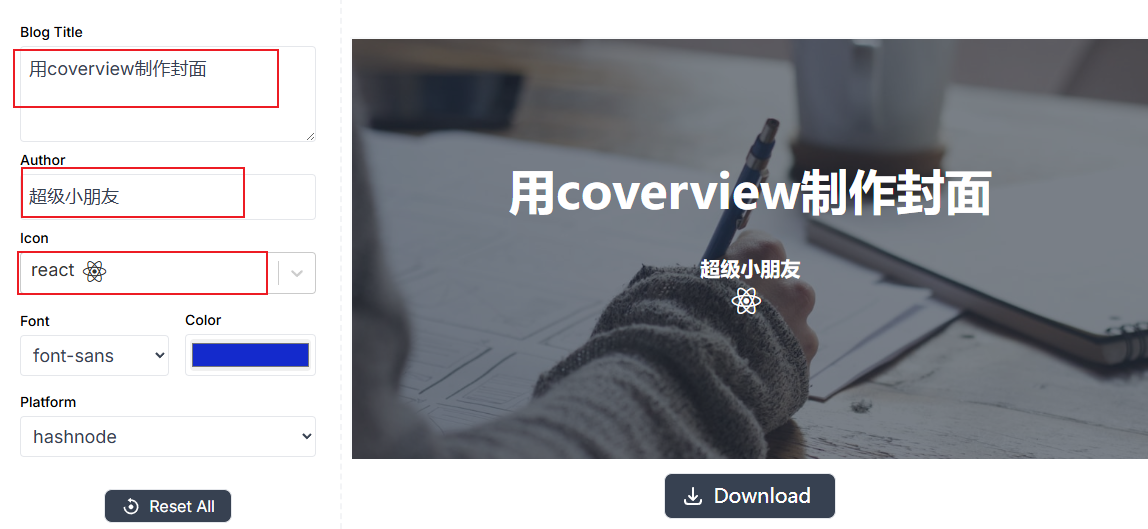 Blog Title
用coverview制作封面
Author
超级小朋友
Icon
react
Font
Color
font-sans
Platform
hashnode
Reset All
用coverview制作封面
超级小朋友
Download